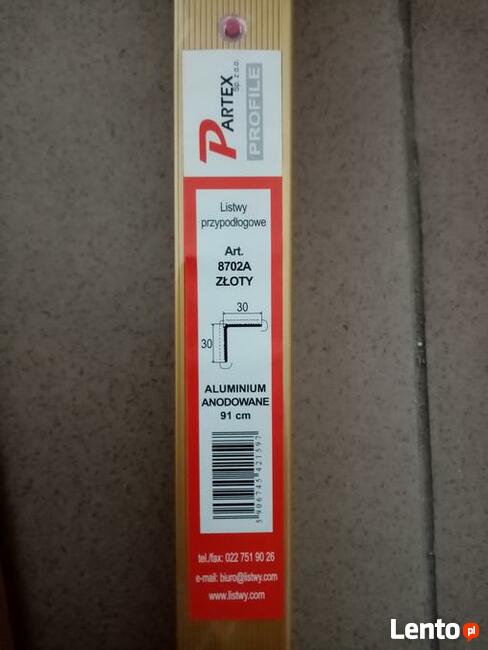 PARTEX
Sp. z o.o.
PROFILE
Listwy
przypodłogowe
Art.
8702A
ZŁOTY
30
30
ALUMINIUM
ANODOWANE
91 cm
5906745421597
tel./fax: 022 751 90 26
e-mail: biuro@listwy.com
www.listwy.com
Lento.pl